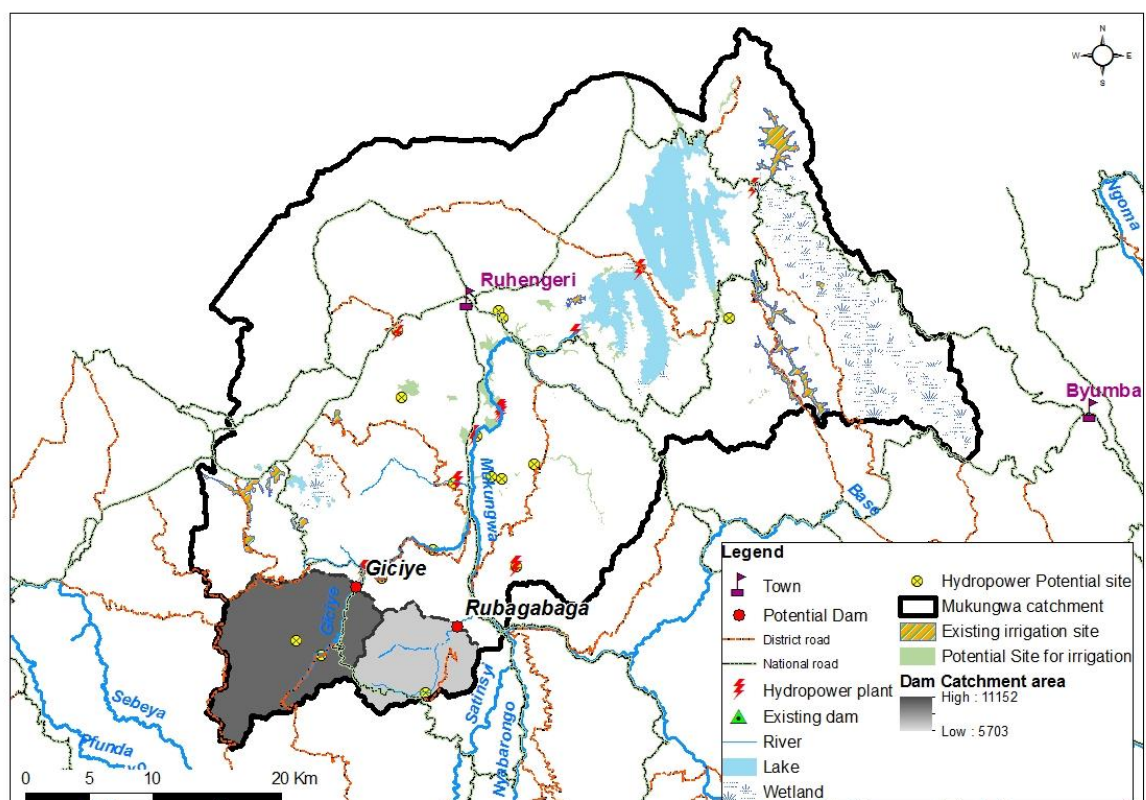 N
W E
S
Ngoma
Ruhengeri
Byumba
Mukungwa
Base
Giciye
Rubagabaga
Giciye
Satinsyi
Nyabarongo
Sebeya
Pfunda
0 5 10 20 Km
Legend
Town
Potential Dam
District road
National road
Hydropower plant
Existing dam
River
Lake
Wetland
Hydropower Potential site
Mukungwa catchment
Existing irrigation site
Potential Site for irrigation
Dam Catchment area
High : 11152
Low : 5703